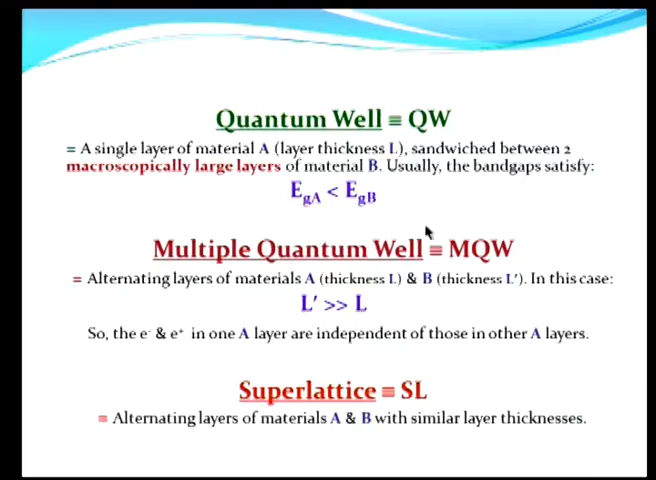 Quantum Well ≡ QW
= A single layer of material A (layer thickness L), sandwiched between 2
macroscopically large layers of material B. Usually, the bandgaps satisfy:
EgA < EgB
Multiple Quantum Well ≡ MQW
= Alternating layers of materials A (thickness L) & B (thickness L′). In this case:
L′ >> L
So, the e⁻ & e⁺ in one A layer are independent of those in other A layers.
Superlattice ≡ SL
= Alternating layers of materials A & B with similar layer thicknesses.